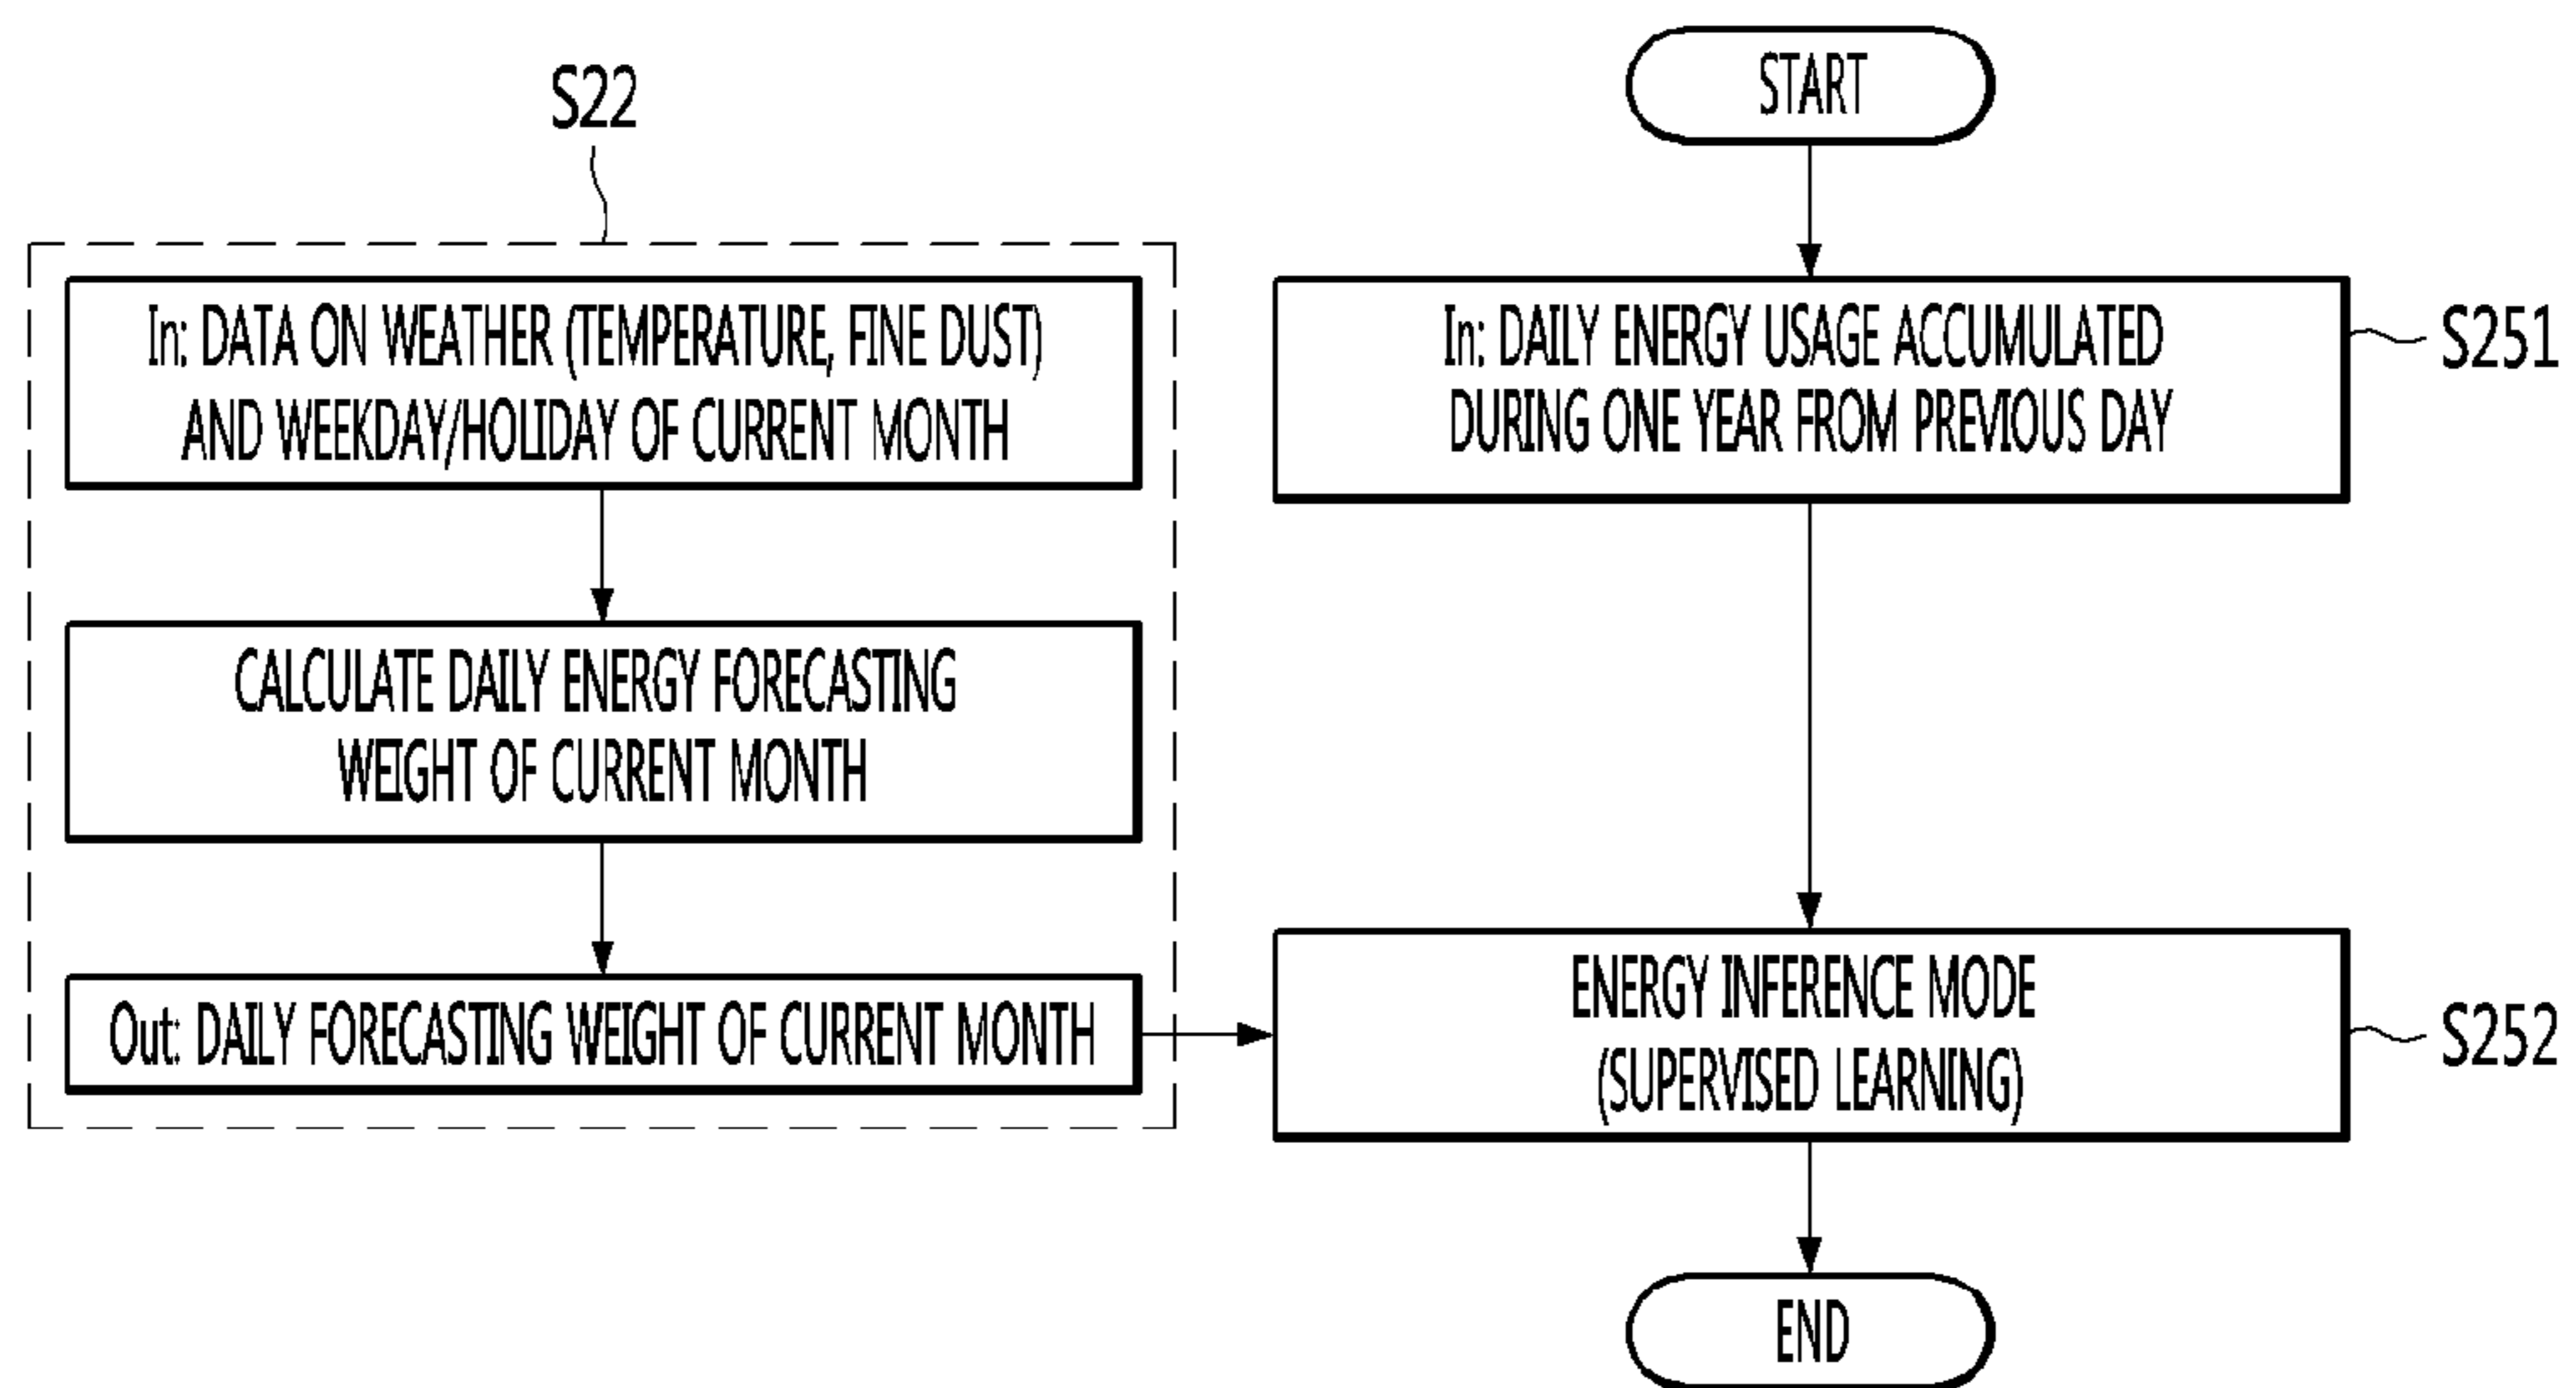 S22
In: DATA ON WEATHER (TEMPERATURE, FINE DUST)
AND WEEKDAY/HOLIDAY OF CURRENT MONTH
CALCULATE DAILY ENERGY FORECASTING
WEIGHT OF CURRENT MONTH
Out: DAILY FORECASTING WEIGHT OF CURRENT MONTH
START
In: DAILY ENERGY USAGE ACCUMULATED
DURING ONE YEAR FROM PREVIOUS DAY
S251
ENERGY INFERENCE MODE
(SUPERVISED LEARNING)
S252
END